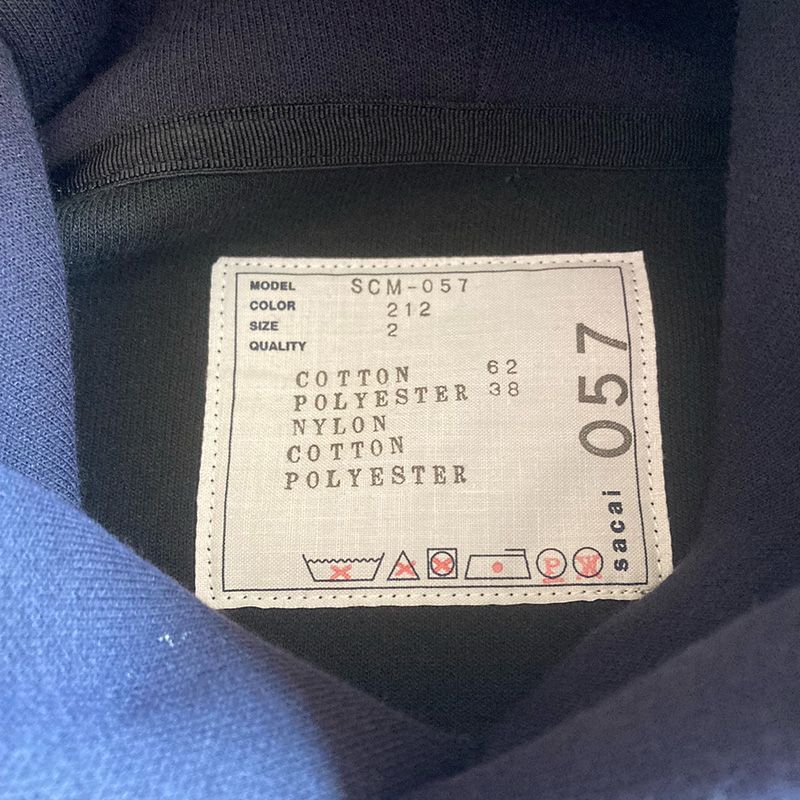 MODEL SCM-057
COLOR 212
SIZE 2
QUALITY
COTTON 62
POLYESTER 38
NYLON
COTTON
POLYESTER
P W
sacai 057